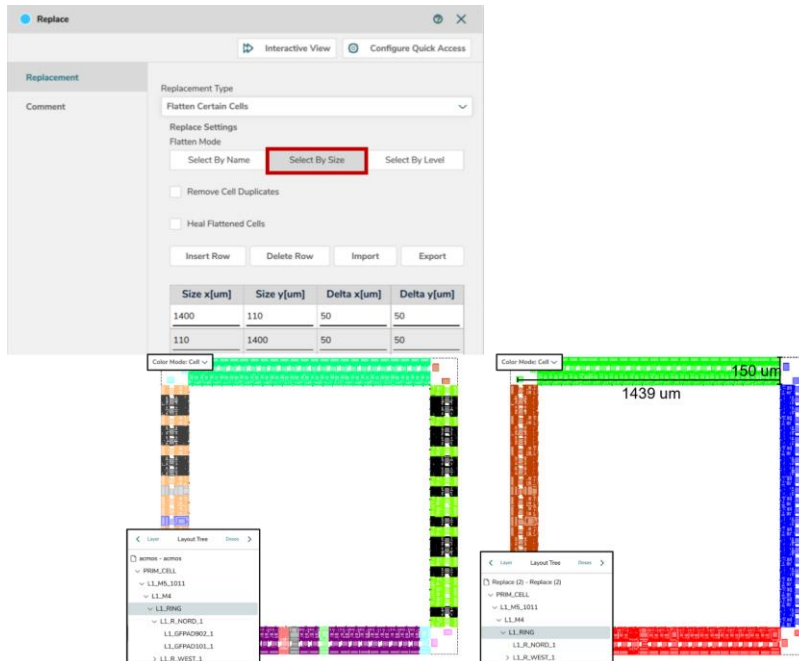 Replace
Interactive View
Configure Quick Access
Replacement
Comment
Replacement Type
Flatten Certain Cells
Replace Settings
Flatten Mode
Select By Name
Select By Size
Select By Level
Remove Cell Duplicates
Heal Flattened Cells
Insert Row
Delete Row
Import
Export
Size x[um]
Size y[um]
Delta x[um]
Delta y[um]
1400
110
50
50
110
1400
50
50
Color Mode: Cell
Layer
Layout Tree
Doses
acmos - acmos
PRIM_CELL
L1_M5_1011
L1_M4
L1_RING
L1_R_NORD_1
L1_GFPAD902_1
L1_GFPAD101_1
L1_R_WEST_1
Color Mode: Cell
150 um
1439 um
Layer
Layout Tree
Doses
Replace (2) - Replace (2)
PRIM_CELL
L1_M5_1011
L1_M4
L1_RING
L1_R_NORD_1
L1_R_WEST_1